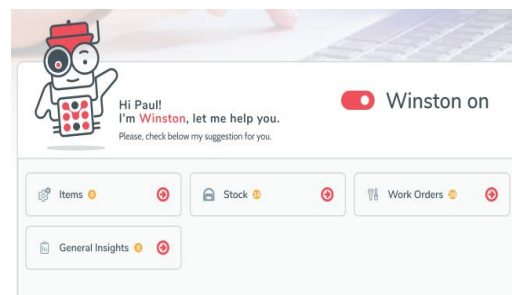 Hi Paul!
I'm Winston, let me help you.
Please, check below my suggestion for you.
Winston on
Items
Stock
Work Orders
General Insights